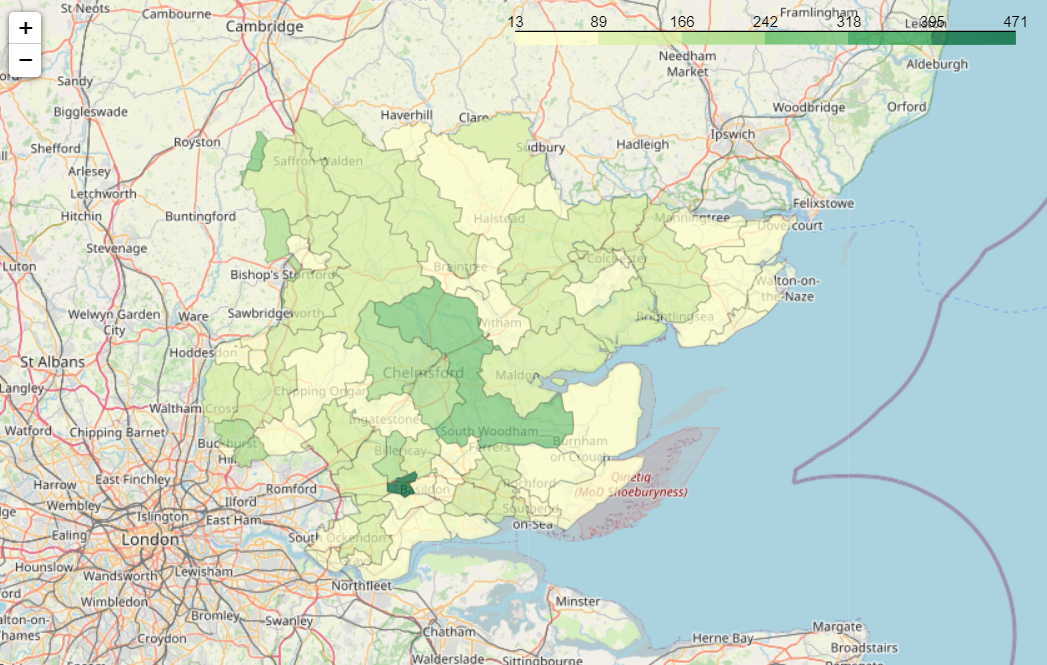 +
−
13 89 166 242 318 395 471
St Neots
Cambourne
Cambridge
Framlingham
Needham
Market
Aldeburgh
Sandy
Biggleswade
Haverhill
Clare
Woodbridge
Orford
Royston
Shefford
Saffron Walden
Sudbury
Hadleigh
Ipswich
Arlesey
Letchworth
Hitchin
Buntingford
Halstead
Manningtree
Felixstowe
Dovercourt
Stevenage
Luton
Bishop's Stortford
Braintree
Colchester
Walton-on-
the-Naze
Welwyn Garden
City
Ware
Sawbridgeworth
Witham
Brightlingsea
Hoddesdon
St Albans
Langley
Chelmsford
Maldon
Chipping Ongar
Waltham Cross
Ingatestone
Watford
Chipping Barnet
Buckhurst
Hill
Billericay
South Woodham
Ferrers
Burnham
on Crouch
East Finchley
Harrow
Romford
Basildon
Rochford
Qinetiq
(MoD Shoeburyness)
Wembley
Ilford
Islington
East Ham
Southend
on-Sea
Ealing
London
South Ockendon
Hounslow
Wandsworth
Lewisham
Northfleet
Wimbledon
Bromley
Swanley
Minster
Croydon
Chatham
Herne Bay
Margate
Broadstairs
Walderslade
Sittingbourne